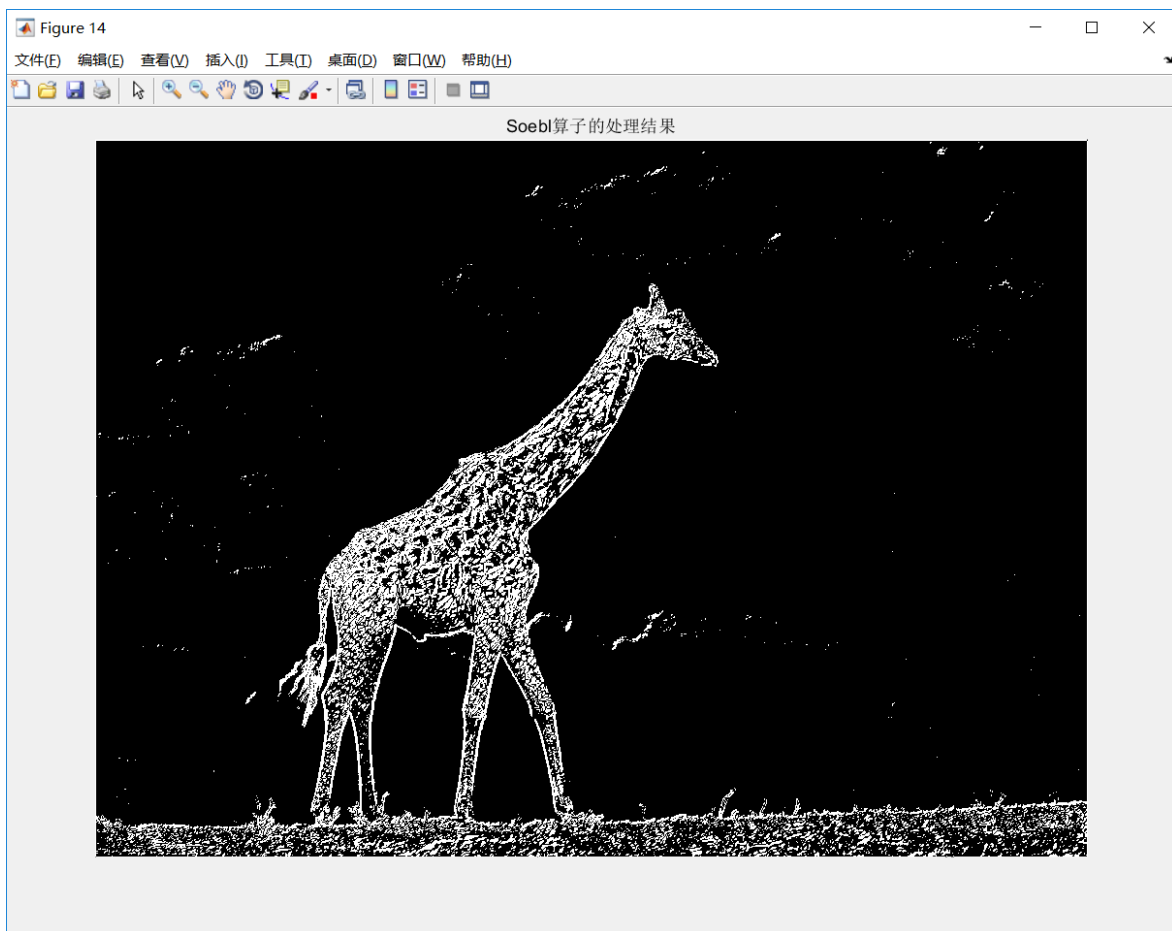 Figure 14
文件(F) 编辑(E) 查看(V) 插入(I) 工具(T) 桌面(D) 窗口(W) 帮助(H)
Soebl算子的处理结果